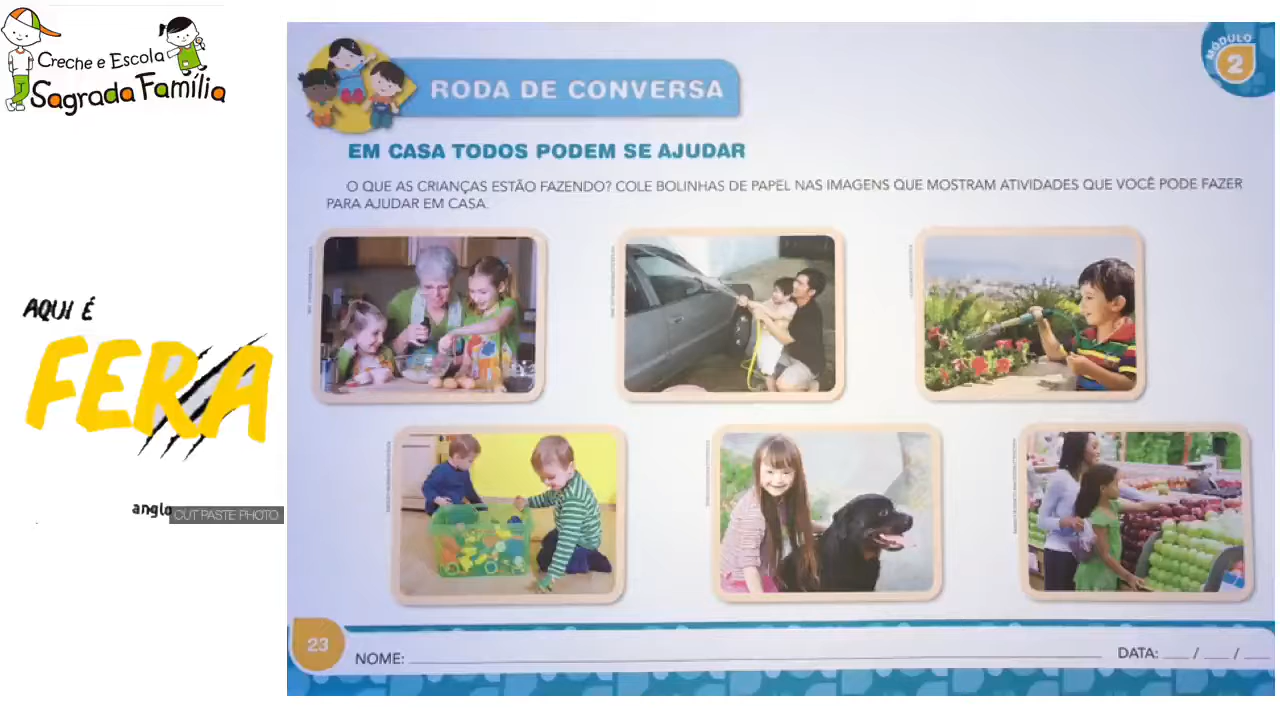 Creche e Escola
Sagrada Família
AQUI É
FERA
anglo
CUT PASTE PHOTO
MÓDULO
2
RODA DE CONVERSA
EM CASA TODOS PODEM SE AJUDAR
O QUE AS CRIANÇAS ESTÃO FAZENDO? COLE BOLINHAS DE PAPEL NAS IMAGENS QUE MOSTRAM ATIVIDADES QUE VOCÊ PODE FAZER
PARA AJUDAR EM CASA.
23
NOME:
DATA: / /